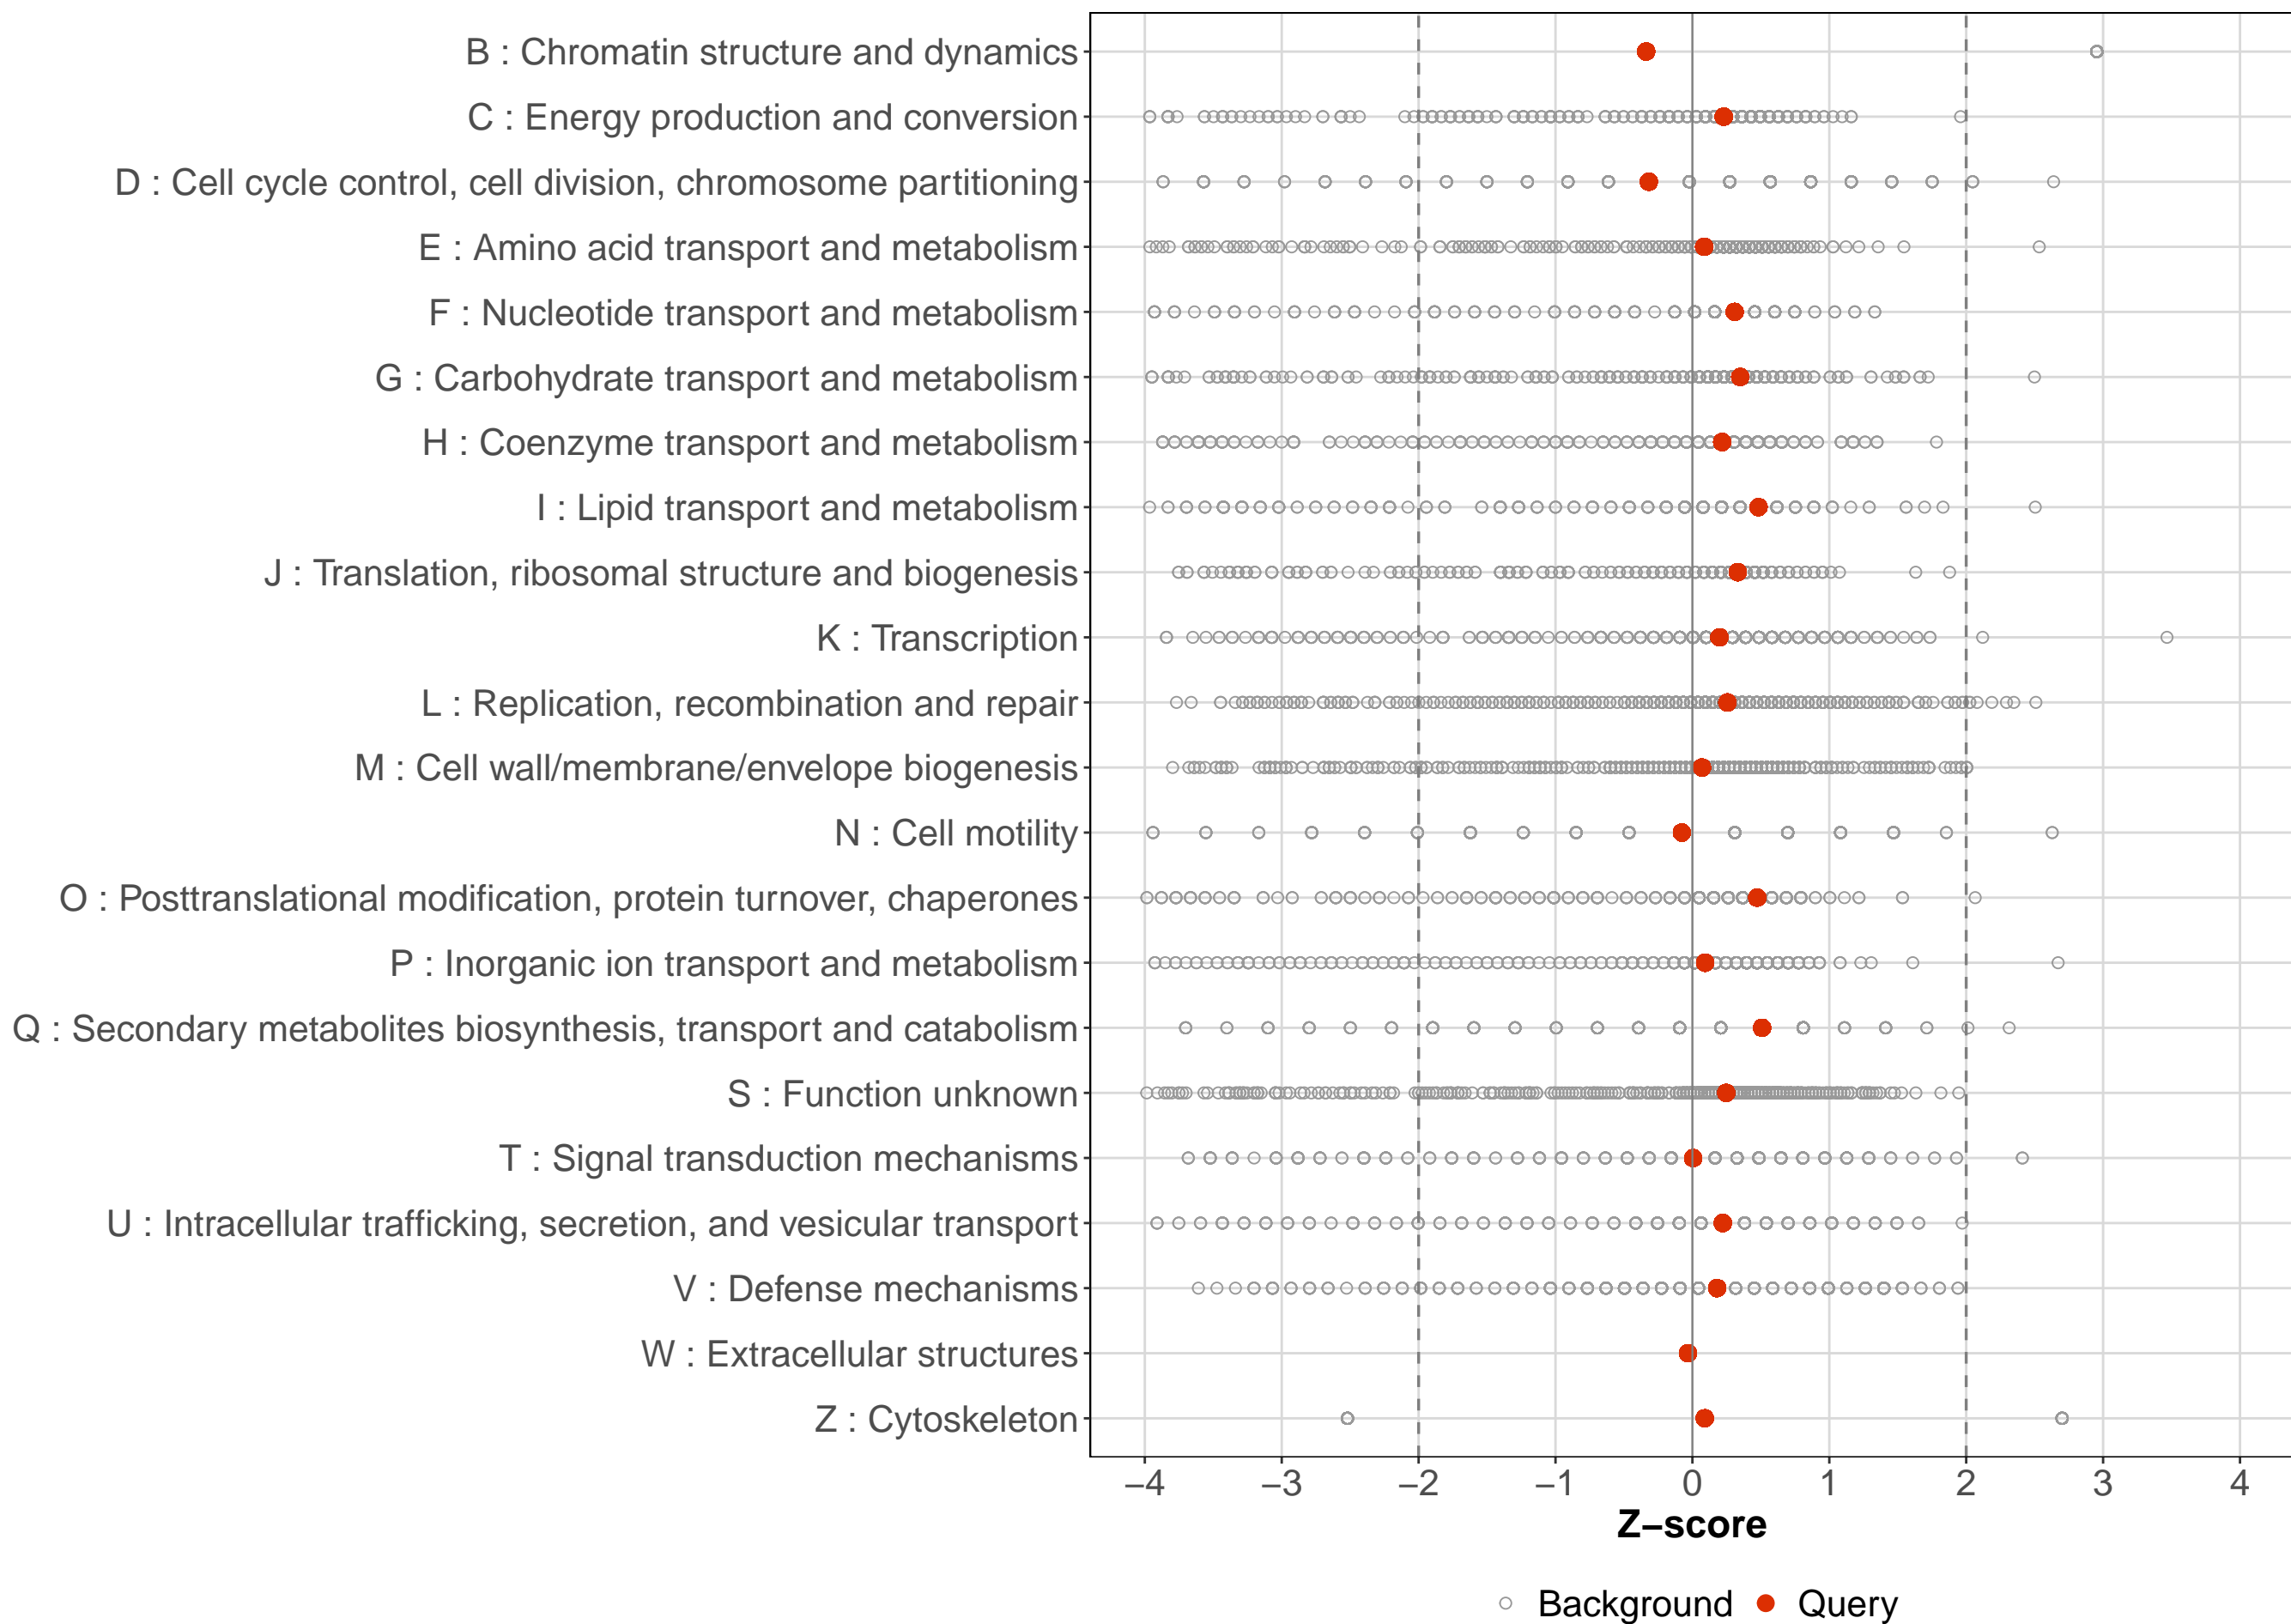 B : Chromatin structure and dynamics
C : Energy production and conversion
D : Cell cycle control, cell division, chromosome partitioning
E : Amino acid transport and metabolism
F : Nucleotide transport and metabolism
G : Carbohydrate transport and metabolism
H : Coenzyme transport and metabolism
I : Lipid transport and metabolism
J : Translation, ribosomal structure and biogenesis
K : Transcription
L : Replication, recombination and repair
M : Cell wall/membrane/envelope biogenesis
N : Cell motility
O : Posttranslational modification, protein turnover, chaperones
P : Inorganic ion transport and metabolism
Q : Secondary metabolites biosynthesis, transport and catabolism
S : Function unknown
T : Signal transduction mechanisms
U : Intracellular trafficking, secretion, and vesicular transport
V : Defense mechanisms
W : Extracellular structures
Z : Cytoskeleton
−4 −3 −2 −1 0 1 2 3 4
Z−score
Background Query